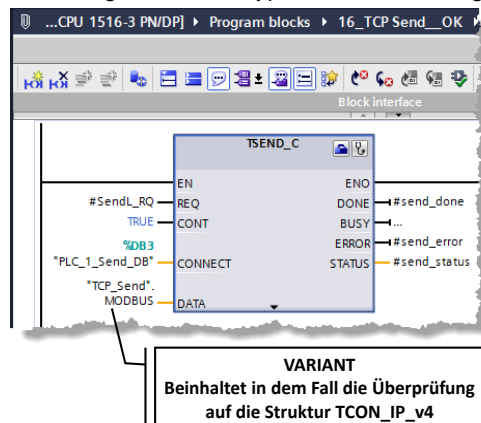 ...CPU 1516-3 PN/DP] ▸ Program blocks ▸ 16_TCP Send__OK
Block interface
TSEND_C
EN ENO
#SendL_RQ REQ DONE #send_done
TRUE CONT BUSY ...
%DB3 ERROR #send_error
"PLC_1_Send_DB" CONNECT STATUS #send_status
"TCP_Send".
MODBUS DATA
VARIANT
Beinhaltet in dem Fall die Überprüfung
auf die Struktur TCON_IP_v4